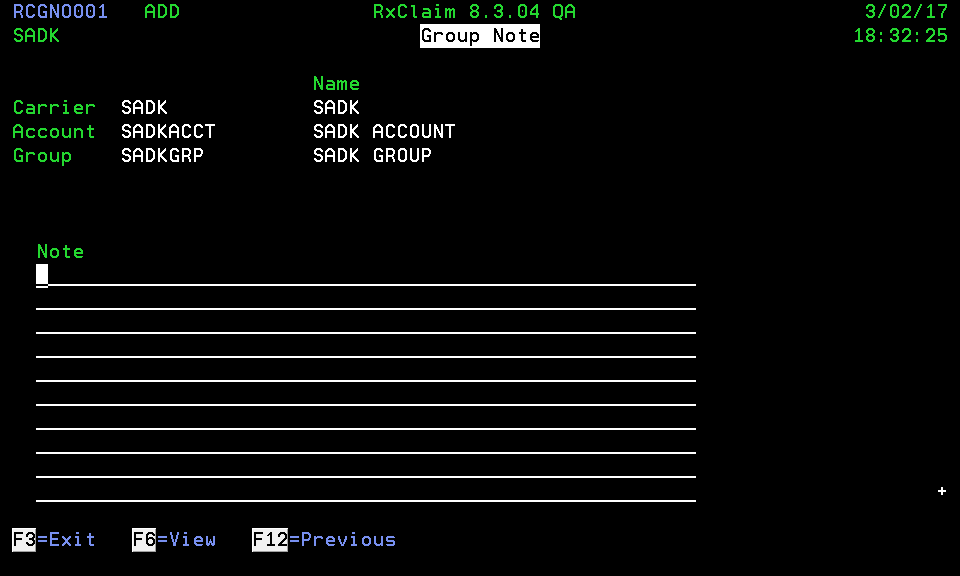 RCGNO001 ADD RxClaim 8.3.04 QA 3/02/17
SADK Group Note 18:32:25
Name
Carrier SADK SADK
Account SADKACCT SADK ACCOUNT
Group SADKGRP SADK GROUP
Note
+
F3=Exit F6=View F12=Previous